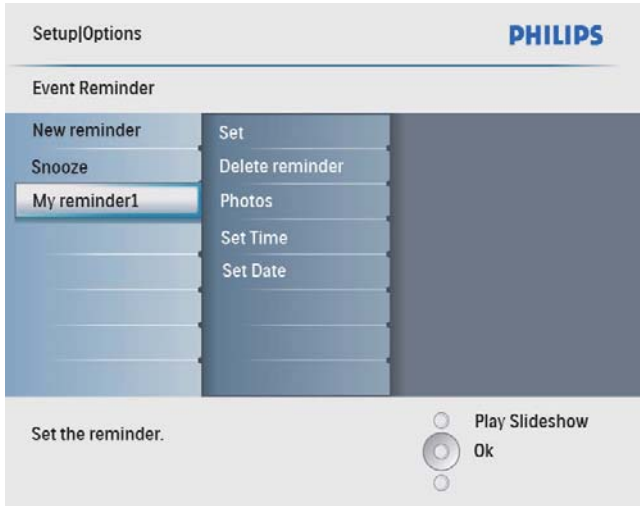 Setup|Options
PHILIPS
Event Reminder
New reminder
Snooze
My reminder1
Set
Delete reminder
Photos
Set Time
Set Date
Set the reminder.
Play Slideshow
Ok